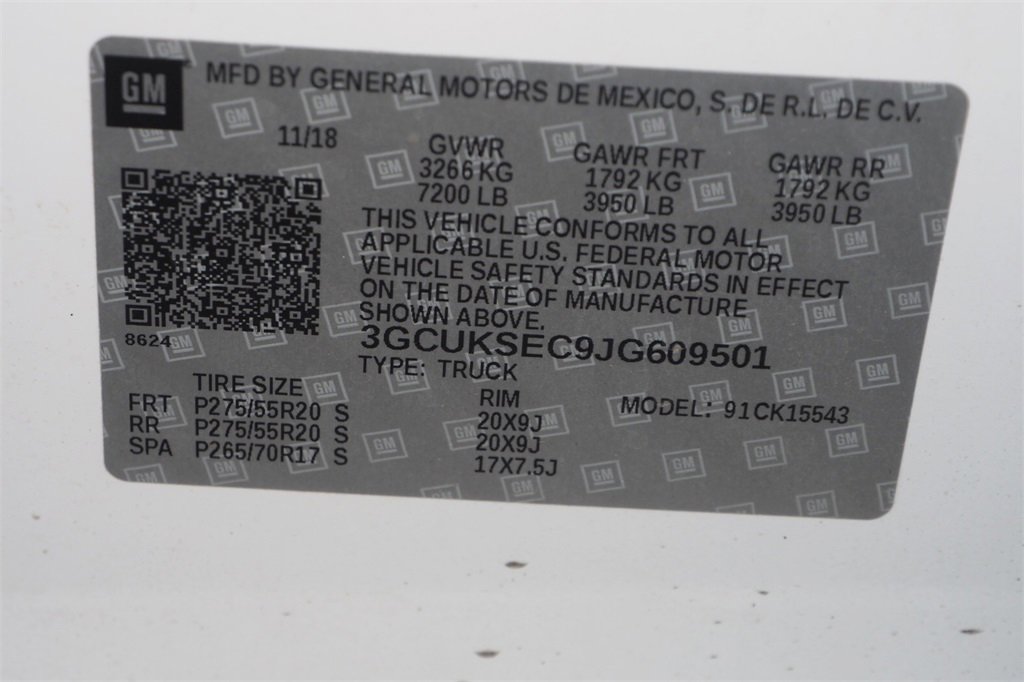 GM MFD BY GENERAL MOTORS DE MEXICO, S. DE R.L. DE C.V.
11/18
GVWR GAWR FRT GAWR RR
3266 KG 1792 KG 1792 KG
7200 LB 3950 LB 3950 LB
THIS VEHICLE CONFORMS TO ALL
APPLICABLE U.S. FEDERAL MOTOR
VEHICLE SAFETY STANDARDS IN EFFECT
ON THE DATE OF MANUFACTURE
SHOWN ABOVE.
8624
3GCUKSEC9JG609501
TYPE: TRUCK
TIRE SIZE RIM MODEL: 91CK15543
FRT P275/55R20 S 20X9J
RR P275/55R20 S 20X9J
SPA P265/70R17 S 17X7.5J